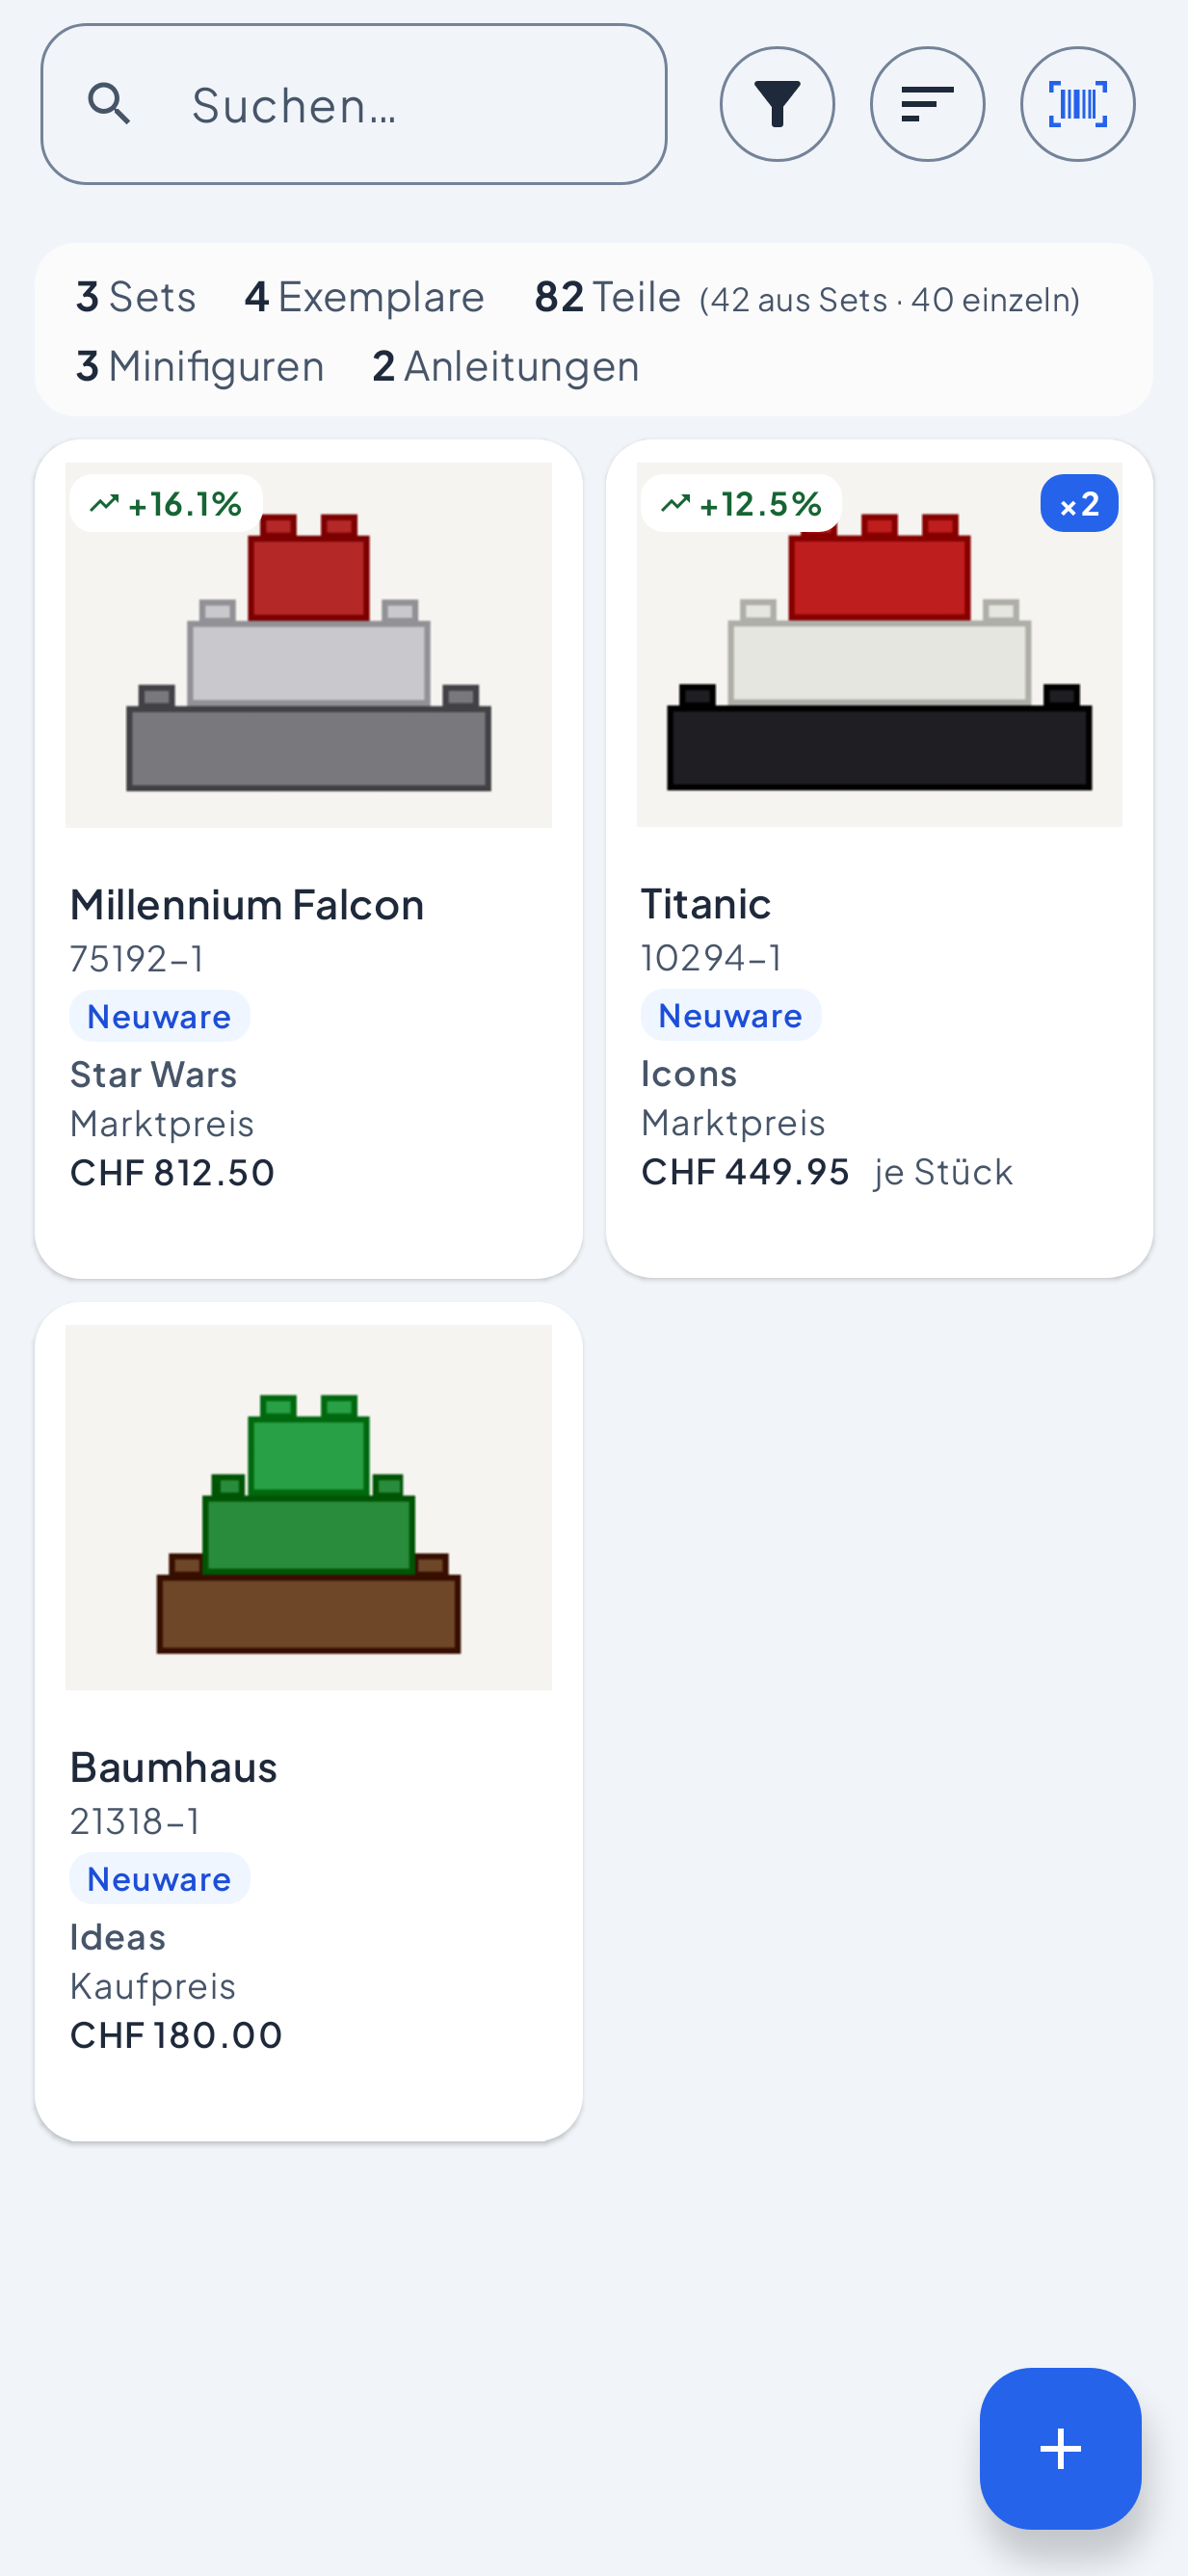 Suchen…
3 Sets 4 Exemplare 82 Teile (42 aus Sets · 40 einzeln)
3 Minifiguren 2 Anleitungen
+16.1%
Millennium Falcon
75192-1
Neuware
Star Wars
Marktpreis
CHF 812.50
+12.5%
×2
Titanic
10294-1
Neuware
Icons
Marktpreis
CHF 449.95 je Stück
Baumhaus
21318-1
Neuware
Ideas
Kaufpreis
CHF 180.00